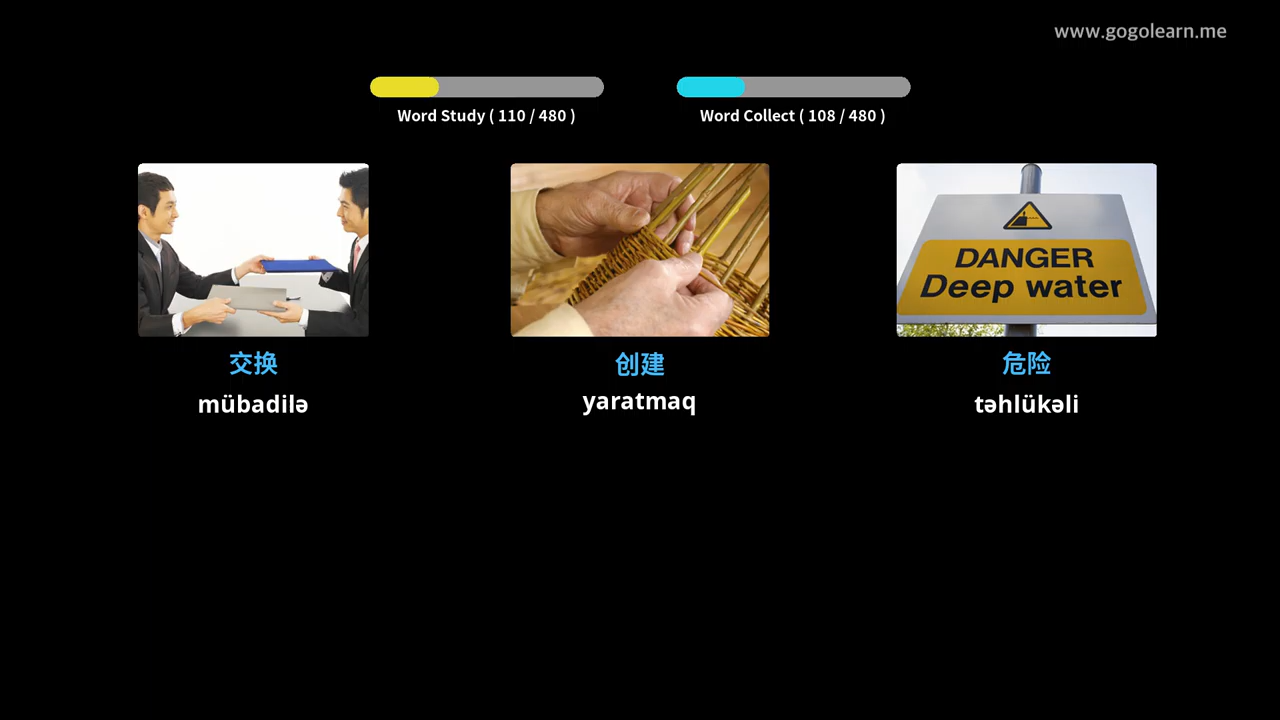 www.gogolearn.me
Word Study ( 110 / 480 )
Word Collect ( 108 / 480 )
DANGER
Deep water
交换
创建
危险
mübadilə
yaratmaq
təhlükəli